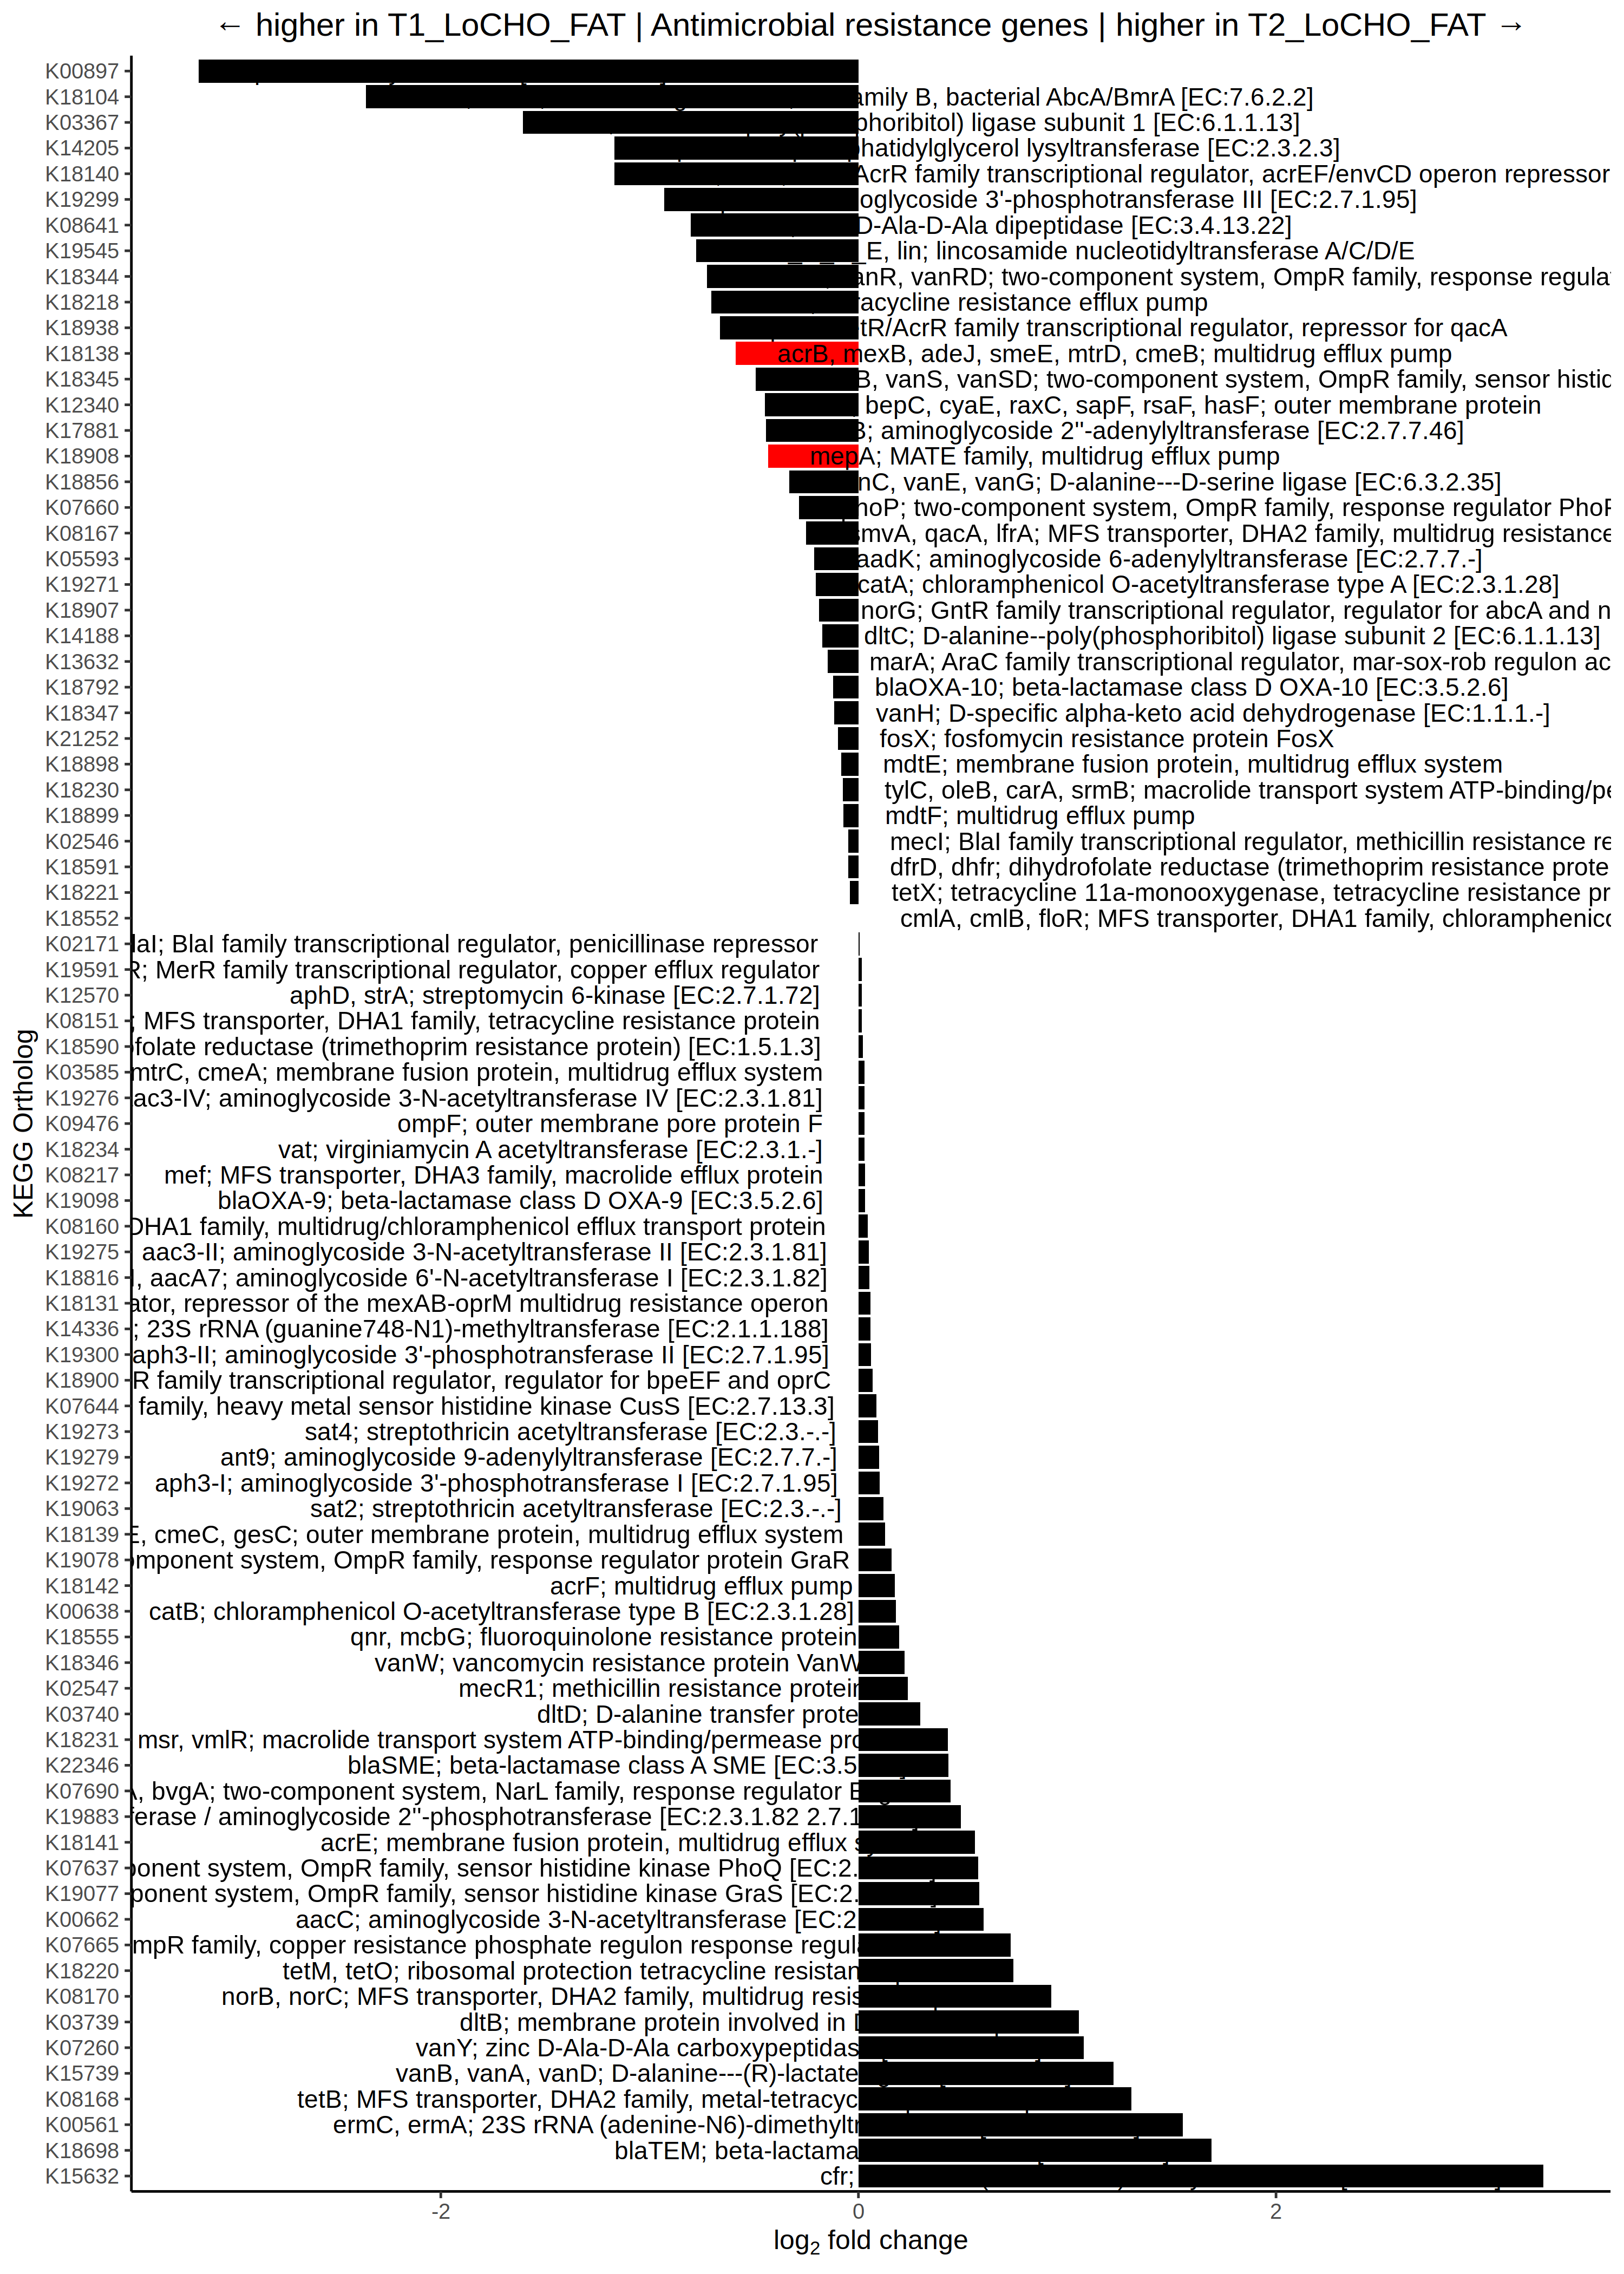 ← higher in T1_LoCHO_FAT | Antimicrobial resistance genes | higher in T2_LoCHO_FAT →
K00897
K18104 family B, bacterial AbcA/BmrA [EC:7.6.2.2]
K03367 ligase subunit 1 [EC:6.1.1.13]
K14205 lysyltransferase [EC:2.3.2.3]
K18140 AcrR family transcriptional regulator, acrEF/envCD operon repressor
K19299 3'-phosphotransferase III [EC:2.7.1.95]
K08641 D-Ala-D-Ala dipeptidase [EC:3.4.13.22]
K19545 E, lin; lincosamide nucleotidyltransferase A/C/D/E
K18344 vanR, vanRD; two-component system, OmpR family, response regulat
K18218 resistance efflux pump
K18938 tR/AcrR family transcriptional regulator, repressor for qacA
K18138 acrB, mexB, adeJ, smeE, mtrD, cmeB; multidrug efflux pump
K18345 B, vanS, vanSD; two-component system, OmpR family, sensor histid
K12340 bepC, cyaE, raxC, sapF, rsaF, hasF; outer membrane protein
K17881 aminoglycoside 2''-adenylyltransferase [EC:2.7.7.46]
K18908 mepA; MATE family, multidrug efflux pump
K18856 nC, vanE, vanG; D-alanine---D-serine ligase [EC:6.3.2.35]
K07660 phoP; two-component system, OmpR family, response regulator PhoP
K08167 smvA, qacA, lfrA; MFS transporter, DHA2 family, multidrug resistance
K05593 aadK; aminoglycoside 6-adenylyltransferase [EC:2.7.7.-]
K19271 catA; chloramphenicol O-acetyltransferase type A [EC:2.3.1.28]
K18907 norG; GntR family transcriptional regulator, regulator for abcA and n
K14188 dltC; D-alanine--poly(phosphoribitol) ligase subunit 2 [EC:6.1.1.13]
K13632 marA; AraC family transcriptional regulator, mar-sox-rob regulon ac
K18792 blaOXA-10; beta-lactamase class D OXA-10 [EC:3.5.2.6]
K18347 vanH; D-specific alpha-keto acid dehydrogenase [EC:1.1.1.-]
K21252 fosX; fosfomycin resistance protein FosX
K18898 mdtE; membrane fusion protein, multidrug efflux system
K18230 tylC, oleB, carA, srmB; macrolide transport system ATP-binding/pe
K18899 mdtF; multidrug efflux pump
K02546 mecI; BlaI family transcriptional regulator, methicillin resistance re
K18591 dfrD, dhfr; dihydrofolate reductase (trimethoprim resistance prote
K18221 tetX; tetracycline 11a-monooxygenase, tetracycline resistance pr
K18552 cmlA, cmlB, floR; MFS transporter, DHA1 family, chloramphenico
K02171 laI; BlaI family transcriptional regulator, penicillinase repressor
K19591 R; MerR family transcriptional regulator, copper efflux regulator
K12570 aphD, strA; streptomycin 6-kinase [EC:2.7.1.72]
K08151 ; MFS transporter, DHA1 family, tetracycline resistance protein
K18590 ofolate reductase (trimethoprim resistance protein) [EC:1.5.1.3]
K03585 mtrC, cmeA; membrane fusion protein, multidrug efflux system
K19276 aac3-IV; aminoglycoside 3-N-acetyltransferase IV [EC:2.3.1.81]
K09476 ompF; outer membrane pore protein F
K18234 vat; virginiamycin A acetyltransferase [EC:2.3.1.-]
K08217 mef; MFS transporter, DHA3 family, macrolide efflux protein
K19098 blaOXA-9; beta-lactamase class D OXA-9 [EC:3.5.2.6]
K08160 DHA1 family, multidrug/chloramphenicol efflux transport protein
K19275 aac3-II; aminoglycoside 3-N-acetyltransferase II [EC:2.3.1.81]
K18816 I, aacA7; aminoglycoside 6'-N-acetyltransferase I [EC:2.3.1.82]
K18131 ator, repressor of the mexAB-oprM multidrug resistance operon
K14336 ; 23S rRNA (guanine748-N1)-methyltransferase [EC:2.1.1.188]
K19300 aph3-II; aminoglycoside 3'-phosphotransferase II [EC:2.7.1.95]
K18900 R family transcriptional regulator, regulator for bpeEF and oprC
K07644 family, heavy metal sensor histidine kinase CusS [EC:2.7.13.3]
K19273 sat4; streptothricin acetyltransferase [EC:2.3.-.-]
K19279 ant9; aminoglycoside 9-adenylyltransferase [EC:2.7.7.-]
K19272 aph3-I; aminoglycoside 3'-phosphotransferase I [EC:2.7.1.95]
K19063 sat2; streptothricin acetyltransferase [EC:2.3.-.-]
K18139 E, cmeC, gesC; outer membrane protein, multidrug efflux system
K19078 omponent system, OmpR family, response regulator protein GraR
K18142 acrF; multidrug efflux pump
K00638 catB; chloramphenicol O-acetyltransferase type B [EC:2.3.1.28]
K18555 qnr, mcbG; fluoroquinolone resistance protein
K18346 vanW; vancomycin resistance protein VanW
K02547 mecR1; methicillin resistance protein
K03740 dltD; D-alanine transfer prote
K18231 msr, vmlR; macrolide transport system ATP-binding/permease pro
K22346 blaSME; beta-lactamase class A SME [EC:3.5
K07690 A, bvgA; two-component system, NarL family, response regulator E
K19883 ferase / aminoglycoside 2''-phosphotransferase [EC:2.3.1.82 2.7.1
K18141 acrE; membrane fusion protein, multidrug efflux s
K07637 ponent system, OmpR family, sensor histidine kinase PhoQ [EC:2.
K19077 ponent system, OmpR family, sensor histidine kinase GraS [EC:2.
K00662 aacC; aminoglycoside 3-N-acetyltransferase [EC:2
K07665 mpR family, copper resistance phosphate regulon response regula
K18220 tetM, tetO; ribosomal protection tetracycline resistan
K08170 norB, norC; MFS transporter, DHA2 family, multidrug resis
K03739 dltB; membrane protein involved in D
K07260 vanY; zinc D-Ala-D-Ala carboxypeptidas
K15739 vanB, vanA, vanD; D-alanine---(R)-lactate
K08168 tetB; MFS transporter, DHA2 family, metal-tetracyc
K00561 ermC, ermA; 23S rRNA (adenine-N6)-dimethyltr
K18698 blaTEM; beta-lactama
K15632 cfr;
KEGG Ortholog
-2 0 2
log2 fold change